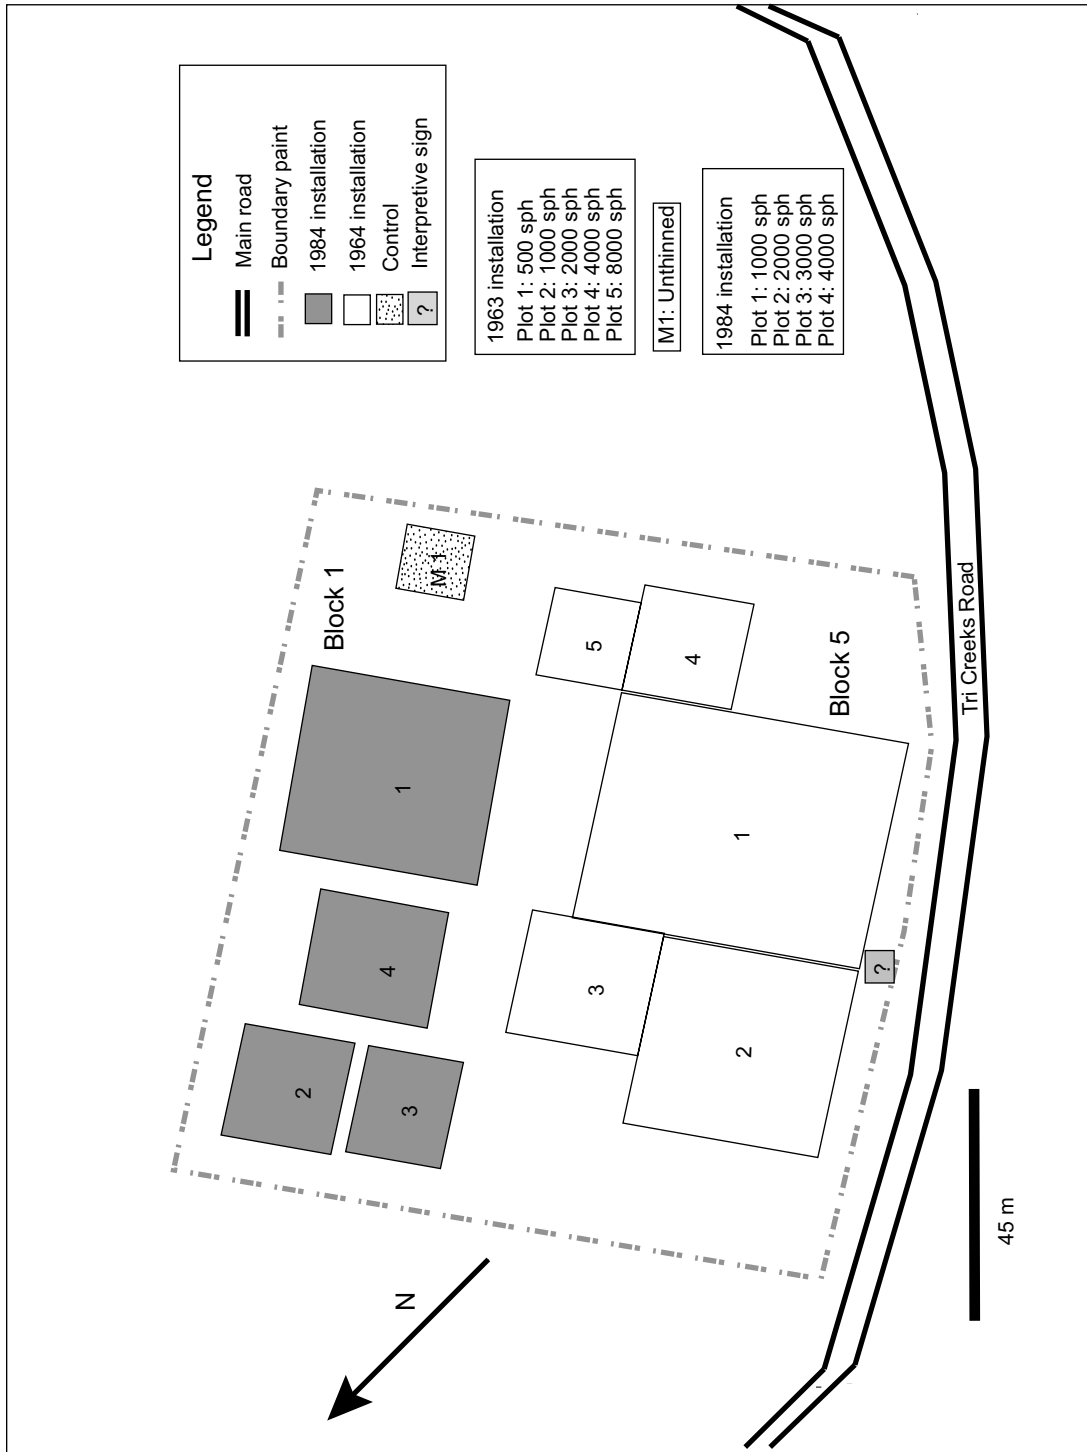 Legend
Main road
Boundary paint
1984 installation
1964 installation
Control
? Interpretive sign
1963 installation
Plot 1: 500 sph
Plot 2: 1000 sph
Plot 3: 2000 sph
Plot 4: 4000 sph
Plot 5: 8000 sph
M1: Unthinned
1984 installation
Plot 1: 1000 sph
Plot 2: 2000 sph
Plot 3: 3000 sph
Plot 4: 4000 sph
Block 1
M 1
1
4
2
3
5
4
1
3
2
Block 5
?
Tri Creeks Road
N
45 m